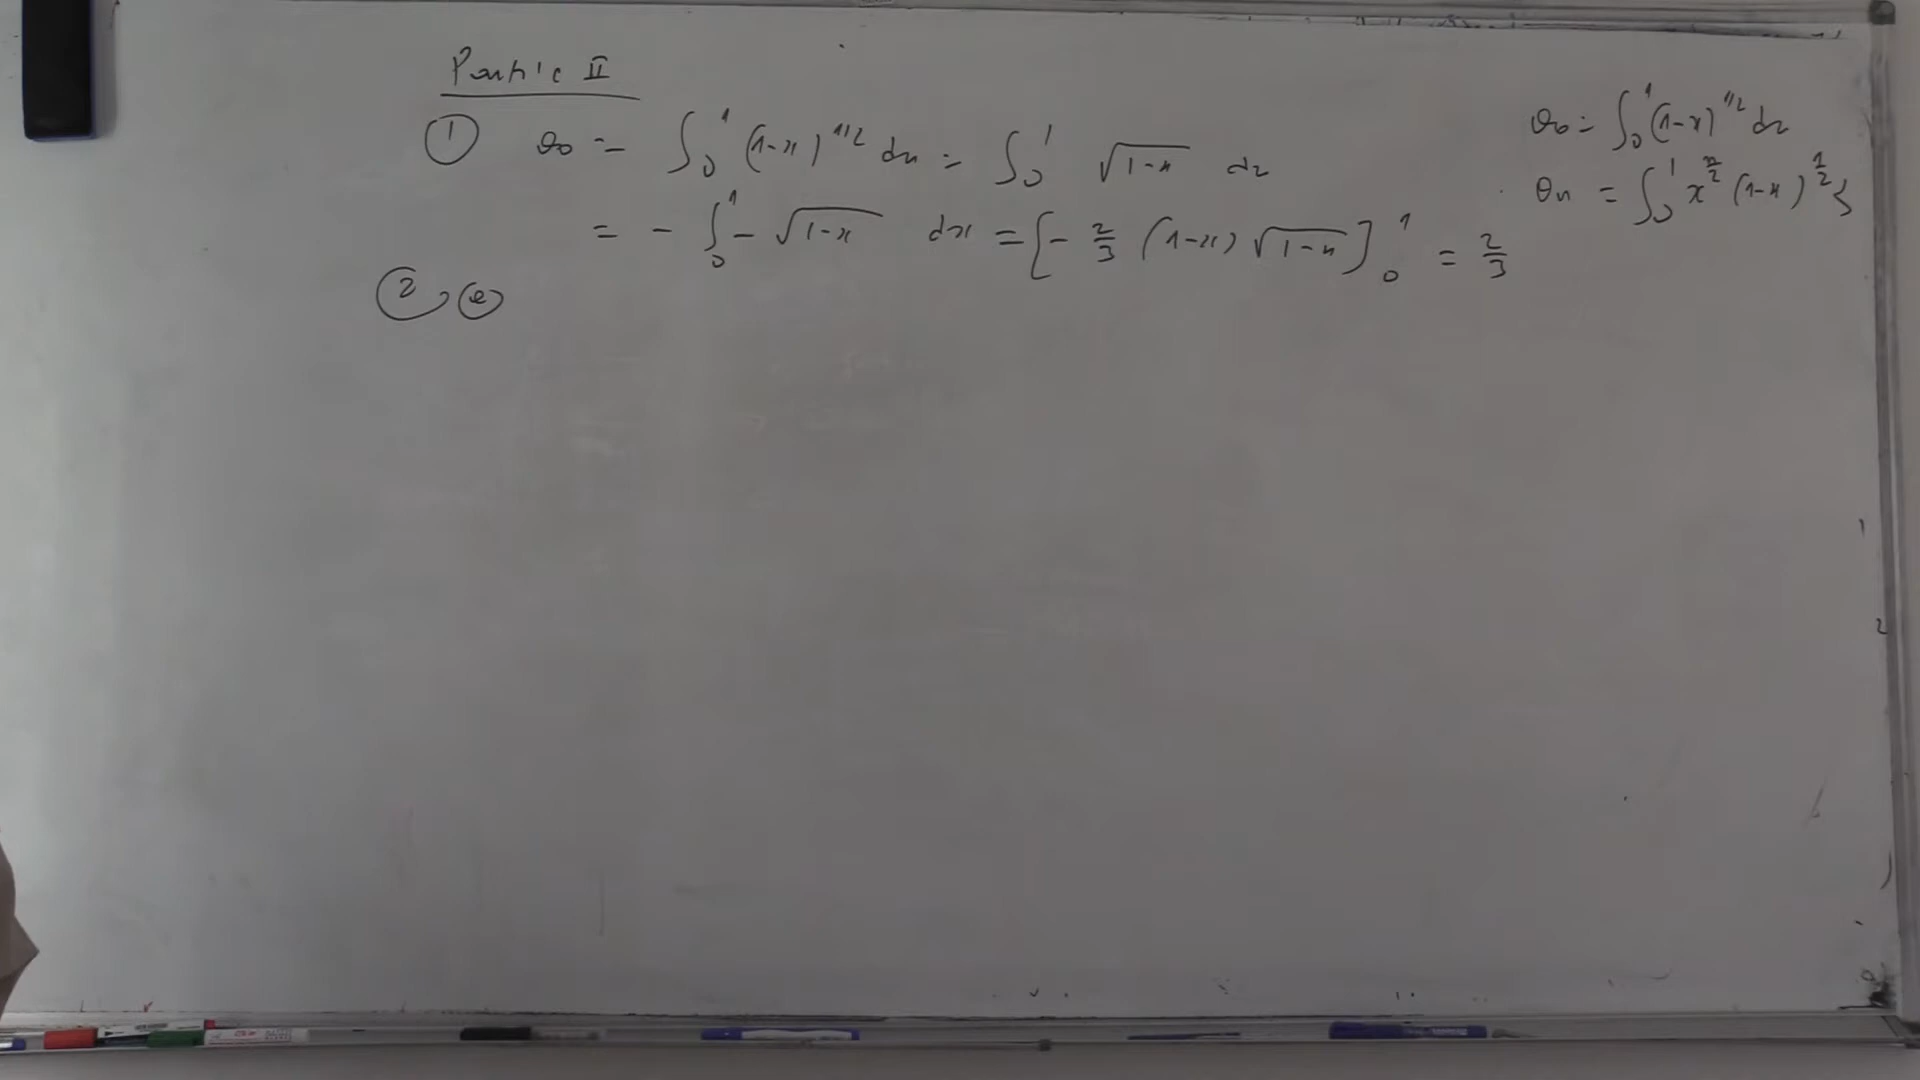 Partie II
① θ₀ = ∫₀¹ (1-x)^{1/2} dx = ∫₀¹ √(1-x) dx
= - ∫₀¹ - √(1-x) dx = [- 2/3 (1-x) √(1-x)]₀¹ = 2/3
②
θ₀ = ∫₀¹ (1-x)^{1/2} dx
θn = ∫₀¹ x^{n/2} (1-x)^{1/2}